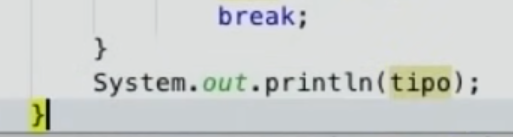 break;
}
System.out.println(tipo);
}